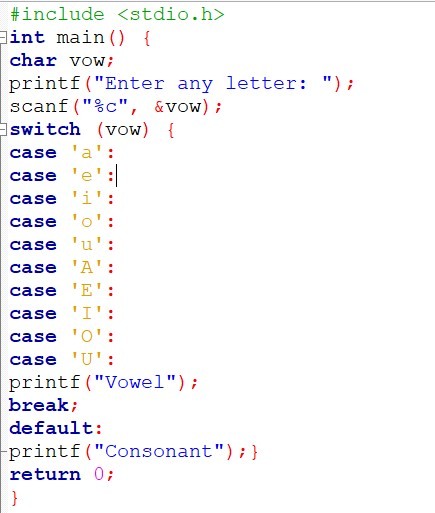 #include <stdio.h>
int main() {
char vow;
printf("Enter any letter: ");
scanf("%c", &vow);
switch (vow) {
case 'a':
case 'e':
case 'i':
case 'o':
case 'u':
case 'A':
case 'E':
case 'I':
case 'O':
case 'U':
printf("Vowel");
break;
default:
printf("Consonant");}
return 0;
}